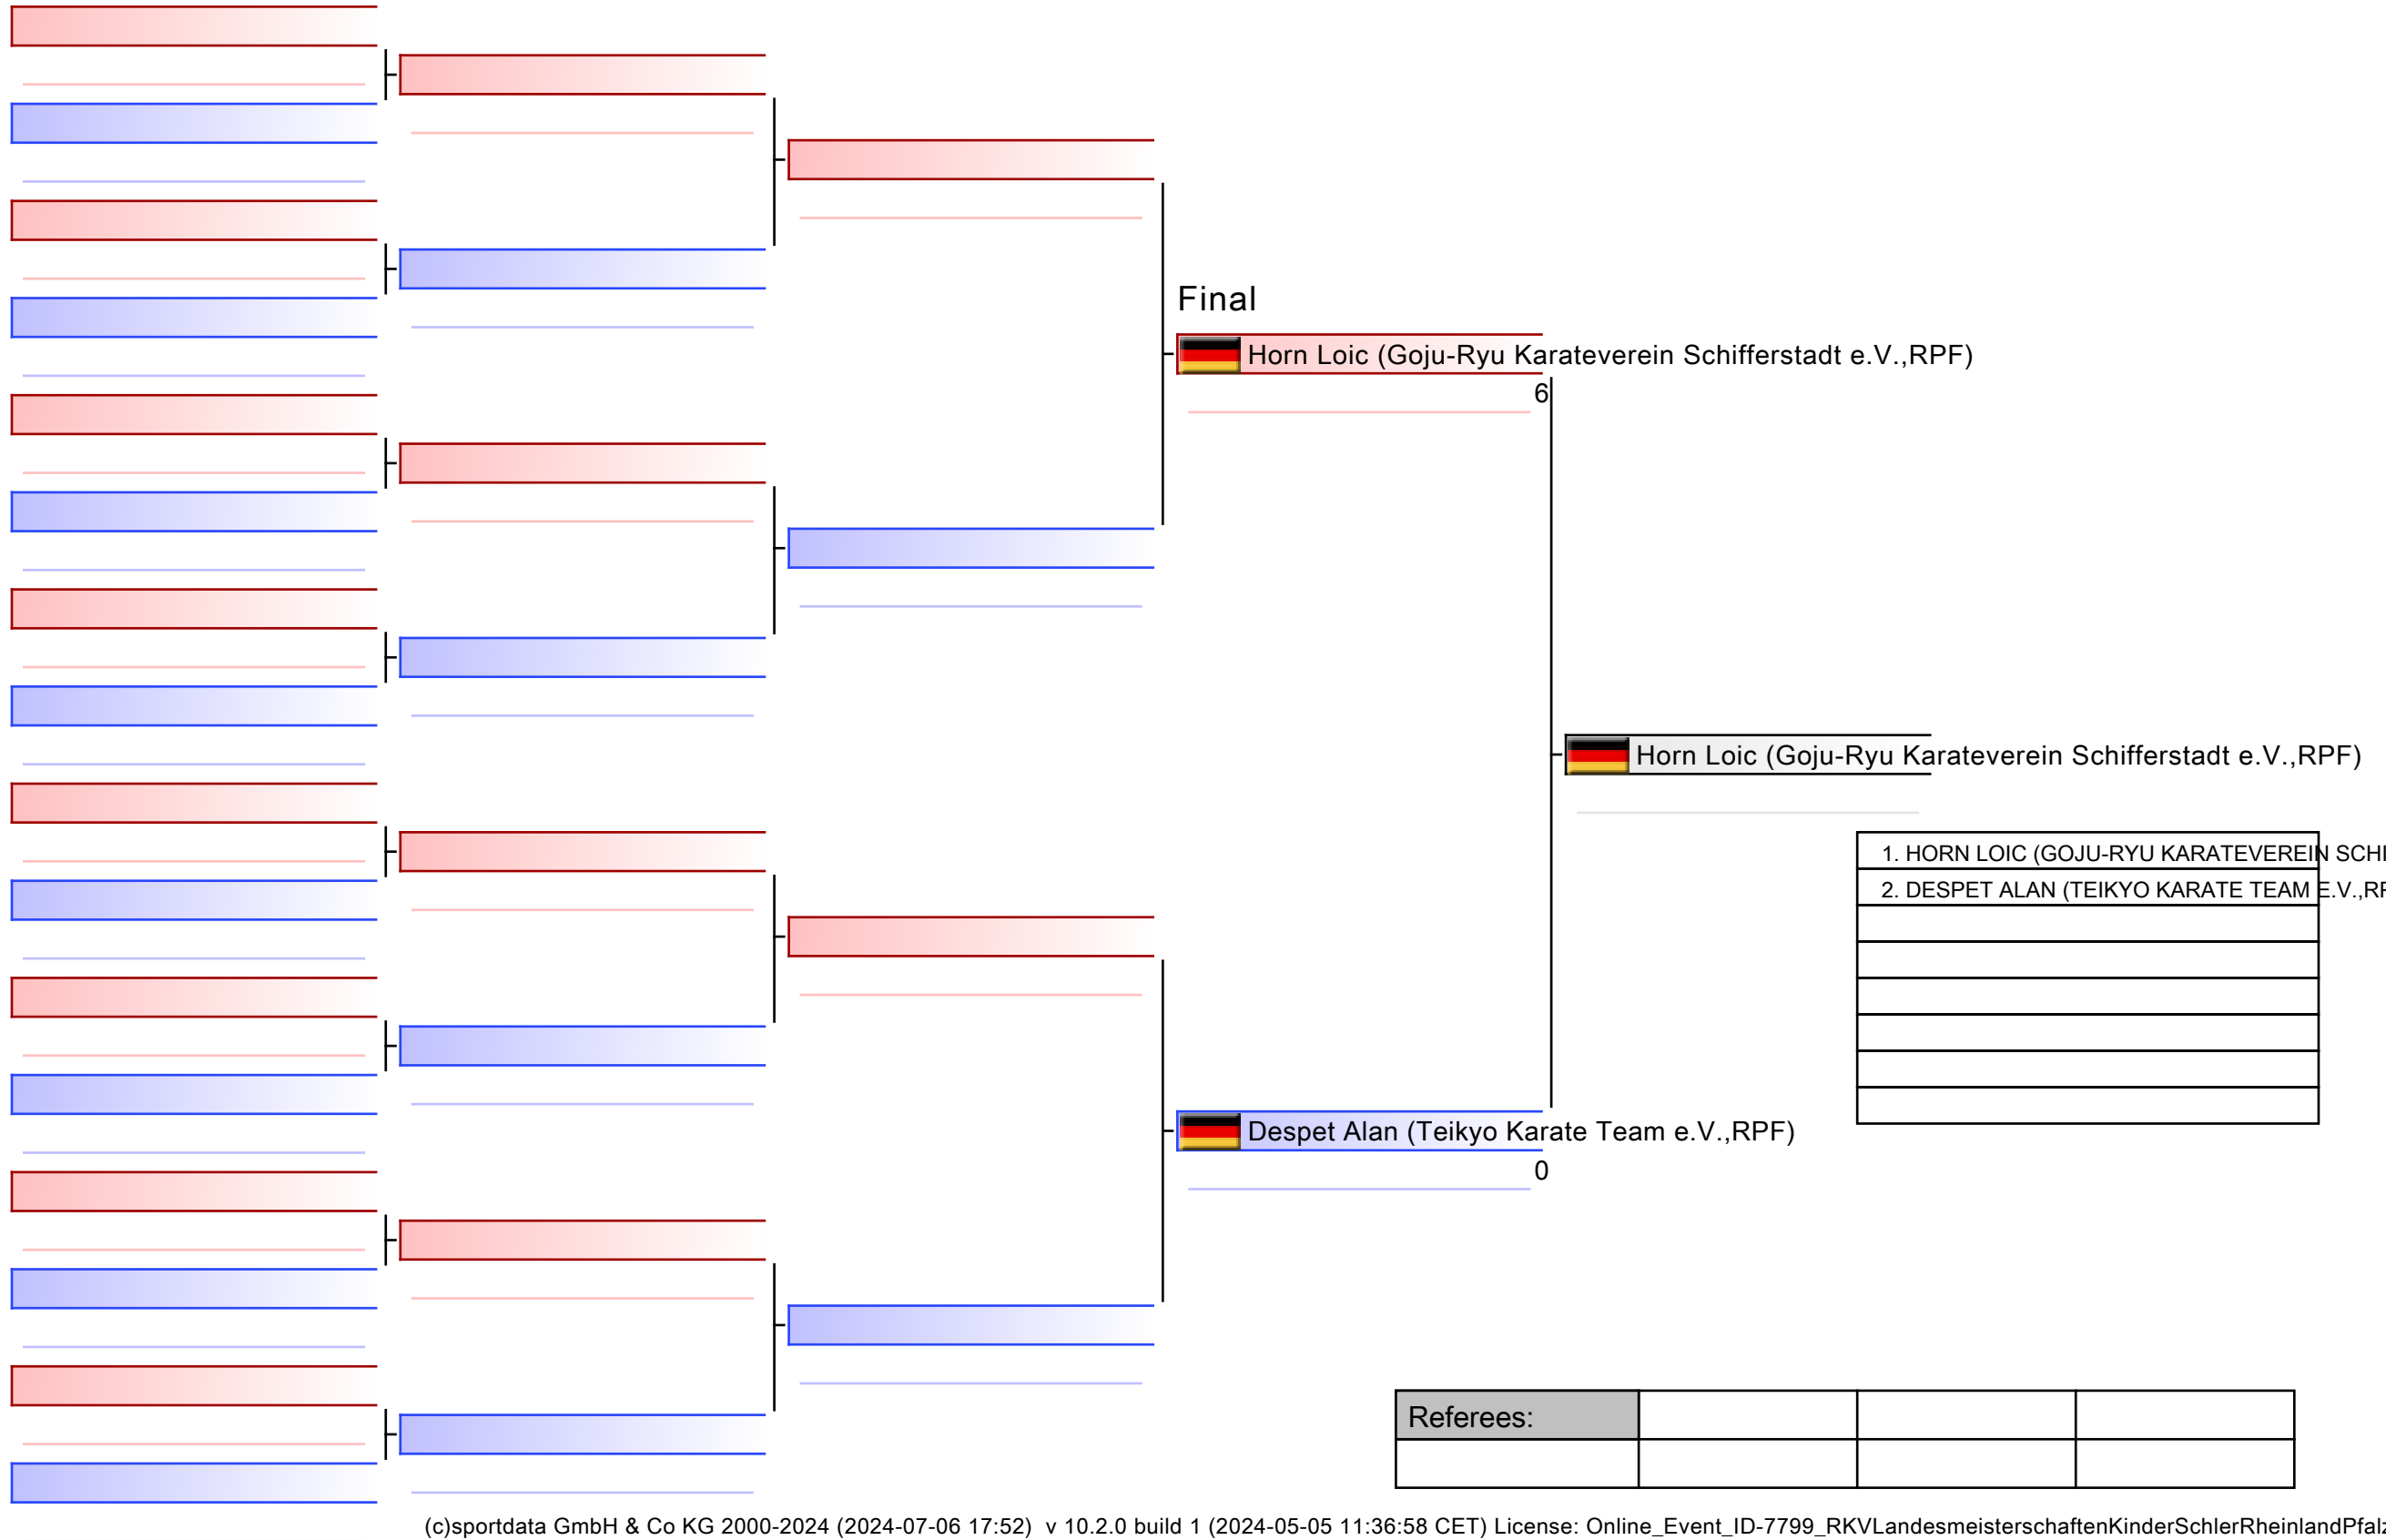 Final
Horn Loic (Goju-Ryu Karateverein Schifferstadt e.V.,RPF)
6
Horn Loic (Goju-Ryu Karateverein Schifferstadt e.V.,RPF)
1. HORN LOIC (GOJU-RYU KARATEVEREIN SCHI
2. DESPET ALAN (TEIKYO KARATE TEAM E.V.,RP
Despet Alan (Teikyo Karate Team e.V.,RPF)
0
Referees:
(c)sportdata GmbH & Co KG 2000-2024 (2024-07-06 17:52) v 10.2.0 build 1 (2024-05-05 11:36:58 CET) License: Online_Event_ID-7799_RKVLandesmeisterschaftenKinderSchlerRheinlandPfalz